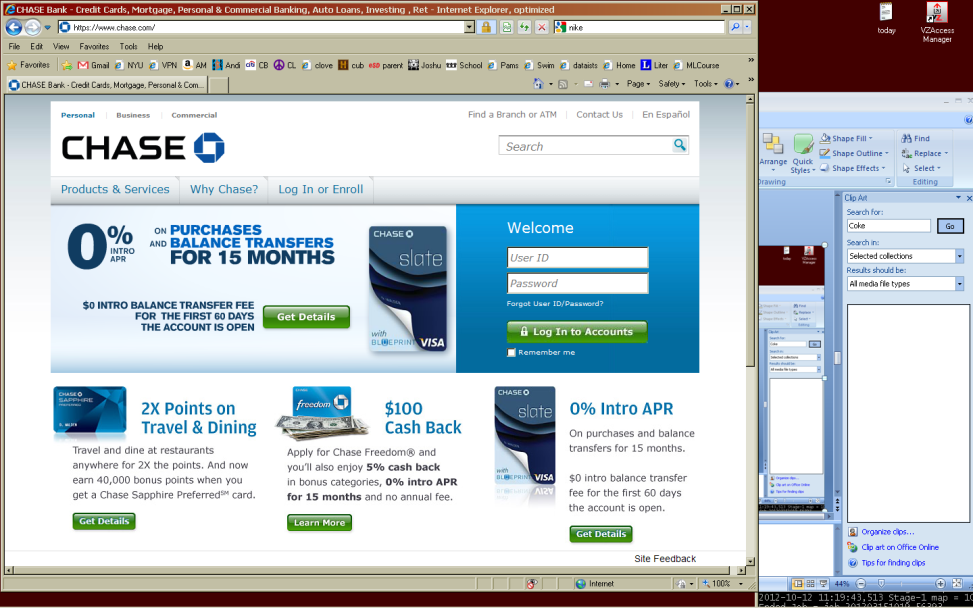 CHASE Bank - Credit Cards, Mortgage, Personal & Commercial Banking, Auto Loans, Investing , Ret - Internet Explorer, optimized
https://www.chase.com/
nike
File Edit View Favorites Tools Help
Favorites Gmail NYU VPN AM Andi CB CL clove cub parent Joshu School Pams Swim dataists Home Liter MLCourse
CHASE Bank - Credit Cards, Mortgage, Personal & Com...
Page Safety Tools
Personal Business Commercial
Find a Branch or ATM Contact Us En Español
CHASE
Search
Products & Services Why Chase? Log In or Enroll
0% INTRO APR
ON PURCHASES
AND BALANCE TRANSFERS
FOR 15 MONTHS
$0 INTRO BALANCE TRANSFER FEE
FOR THE FIRST 60 DAYS
THE ACCOUNT IS OPEN
Get Details
CHASE
slate
with
BLUEPRINT
VISA
Welcome
User ID
Password
Forgot User ID/Password?
Log In to Accounts
Remember me
CHASE
SAPPHIRE
PREFERRED
2X Points on
Travel & Dining
Travel and dine at restaurants
anywhere for 2X the points. And now
earn 40,000 bonus points when you
get a Chase Sapphire Preferred℠ card.
Get Details
freedom
$100
Cash Back
Apply for Chase Freedom® and
you'll also enjoy 5% cash back
in bonus categories, 0% intro APR
for 15 months and no annual fee.
Learn More
CHASE
slate
with
BLUEPRINT
VISA
0% Intro APR
On purchases and balance
transfers for 15 months.
$0 intro balance transfer
fee for the first 60 days
the account is open.
Get Details
Site Feedback
Internet
100%
today
VZAccess
Manager
Arrange
Quick
Styles
Shape Fill
Shape Outline
Shape Effects
Drawing
Find
Replace
Select
Editing
Clip Art
Search for:
Coke
Go
Search in:
Selected collections
Results should be:
All media file types
Organize clips...
Clip art on Office Online
Tips for finding clips
44%
2012-10-12 11:19:43,513 Stage-1 map = 10